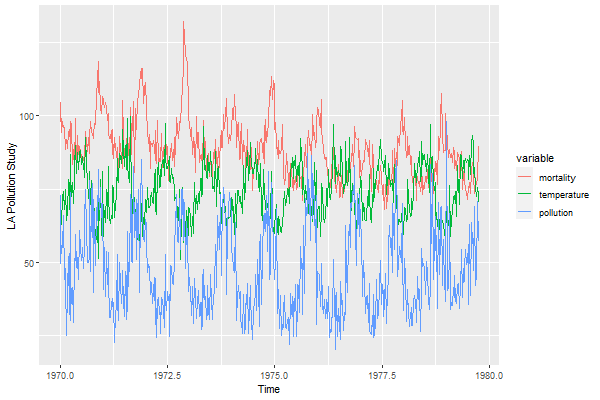 LA Pollution Study
100
50
1970.0
1972.5
1975.0
1977.5
1980.0
Time
variable
mortality
temperature
pollution